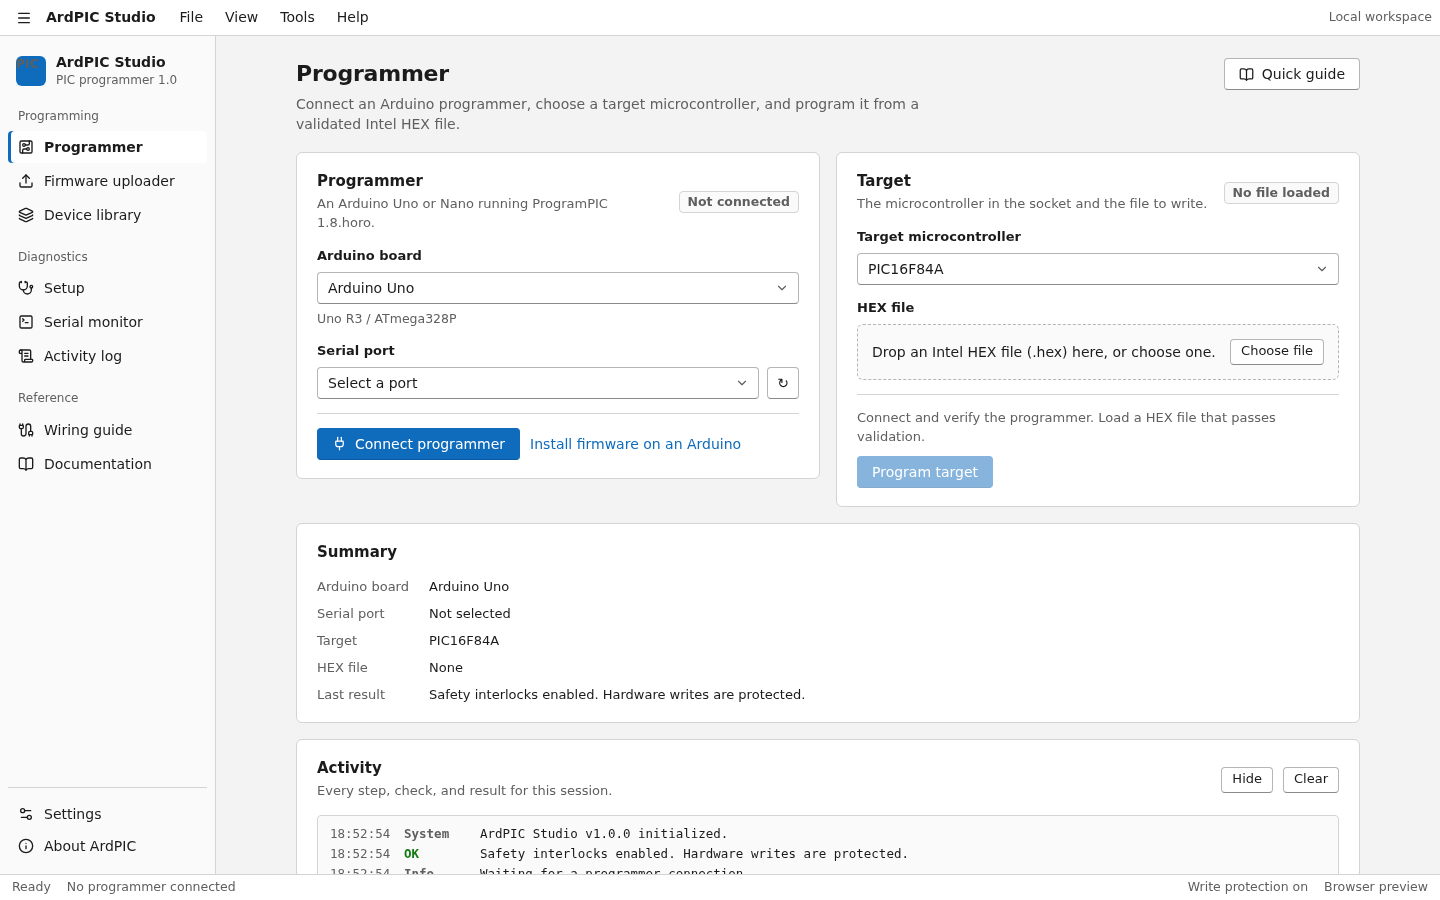 ArdPIC Studio File View Tools Help Local workspace
ArdPIC Studio
PIC programmer 1.0
Programming
Programmer
Firmware uploader
Device library
Diagnostics
Setup
Serial monitor
Activity log
Reference
Wiring guide
Documentation
Settings
About ArdPIC
Programmer
Quick guide
Connect an Arduino programmer, choose a target microcontroller, and program it from a
validated Intel HEX file.
Programmer
An Arduino Uno or Nano running ProgramPIC
1.8.horo.
Not connected
Arduino board
Arduino Uno
Uno R3 / ATmega328P
Serial port
Select a port
Connect programmer Install firmware on an Arduino
Target
The microcontroller in the socket and the file to write.
No file loaded
Target microcontroller
PIC16F84A
HEX file
Drop an Intel HEX file (.hex) here, or choose one. Choose file
Connect and verify the programmer. Load a HEX file that passes
validation.
Program target
Summary
Arduino board Arduino Uno
Serial port Not selected
Target PIC16F84A
HEX file None
Last result Safety interlocks enabled. Hardware writes are protected.
Activity
Every step, check, and result for this session.
Hide Clear
18:52:54 System ArdPIC Studio v1.0.0 initialized.
18:52:54 OK Safety interlocks enabled. Hardware writes are protected.
18:52:54 Info Waiting for a programmer connection
Ready No programmer connected Write protection on Browser preview